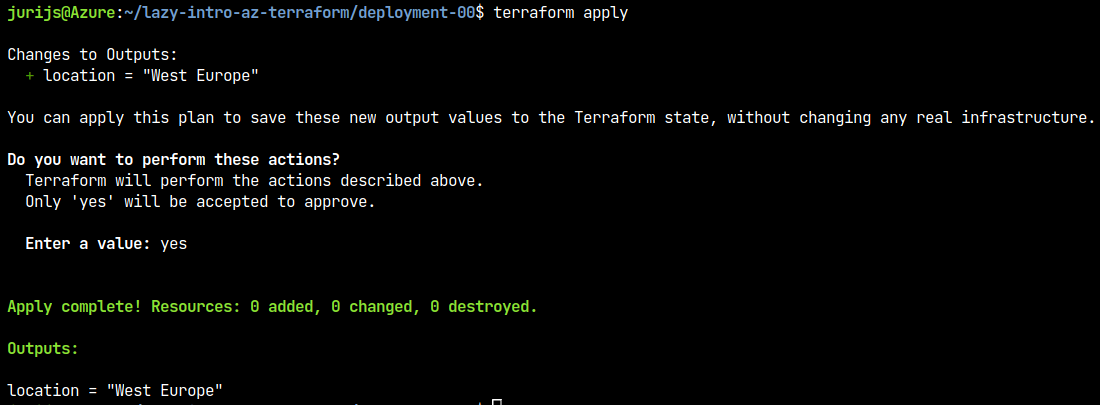 jurijs@Azure:~/lazy-intro-az-terraform/deployment-00$ terraform apply
Changes to Outputs:
+ location = "West Europe"
You can apply this plan to save these new output values to the Terraform state, without changing any real infrastructure.
Do you want to perform these actions?
Terraform will perform the actions described above.
Only 'yes' will be accepted to approve.
Enter a value: yes
Apply complete! Resources: 0 added, 0 changed, 0 destroyed.
Outputs:
location = "West Europe"